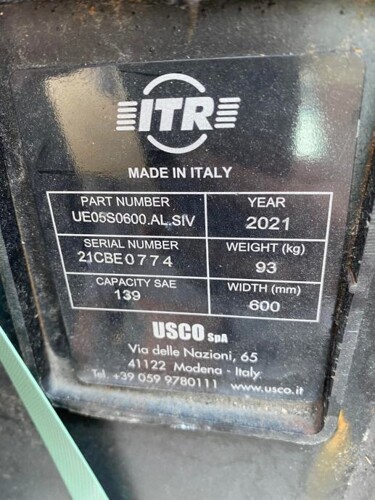 ITR
MADE IN ITALY
PART NUMBER
UE05S0600.AL.SIV
YEAR
2021
SERIAL NUMBER
21CBE0774
WEIGHT (kg)
93
CAPACITY SAE
139
WIDTH (mm)
600
USCO SpA
Via delle Nazioni, 65
41122 Modena - Italy
Tel. +39 059 9780111 - www.usco.it